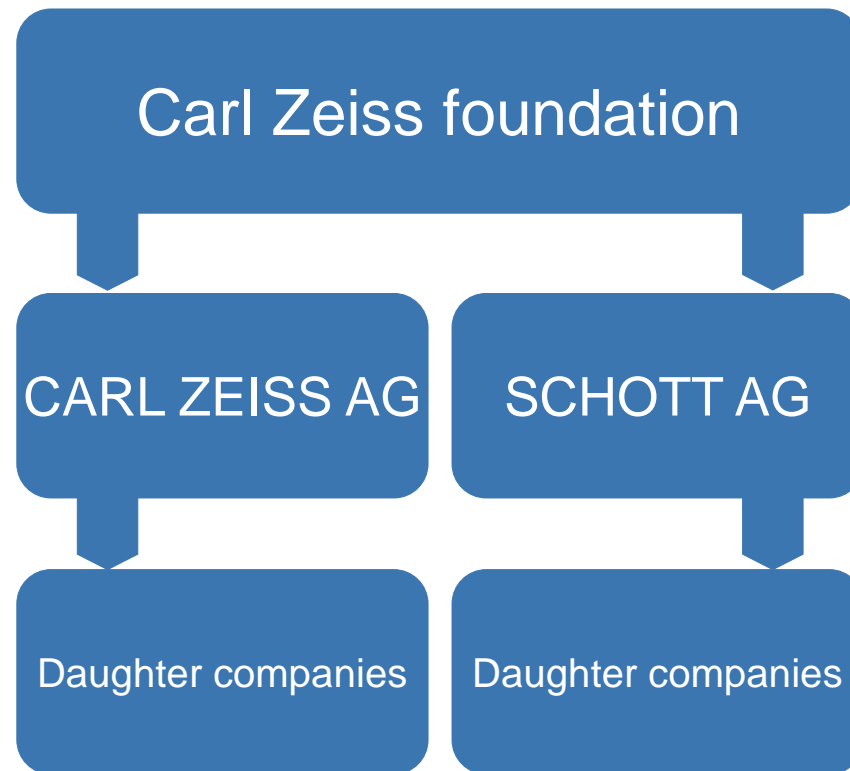 Carl Zeiss foundation
CARL ZEISS AG
SCHOTT AG
Daughter companies
Daughter companies